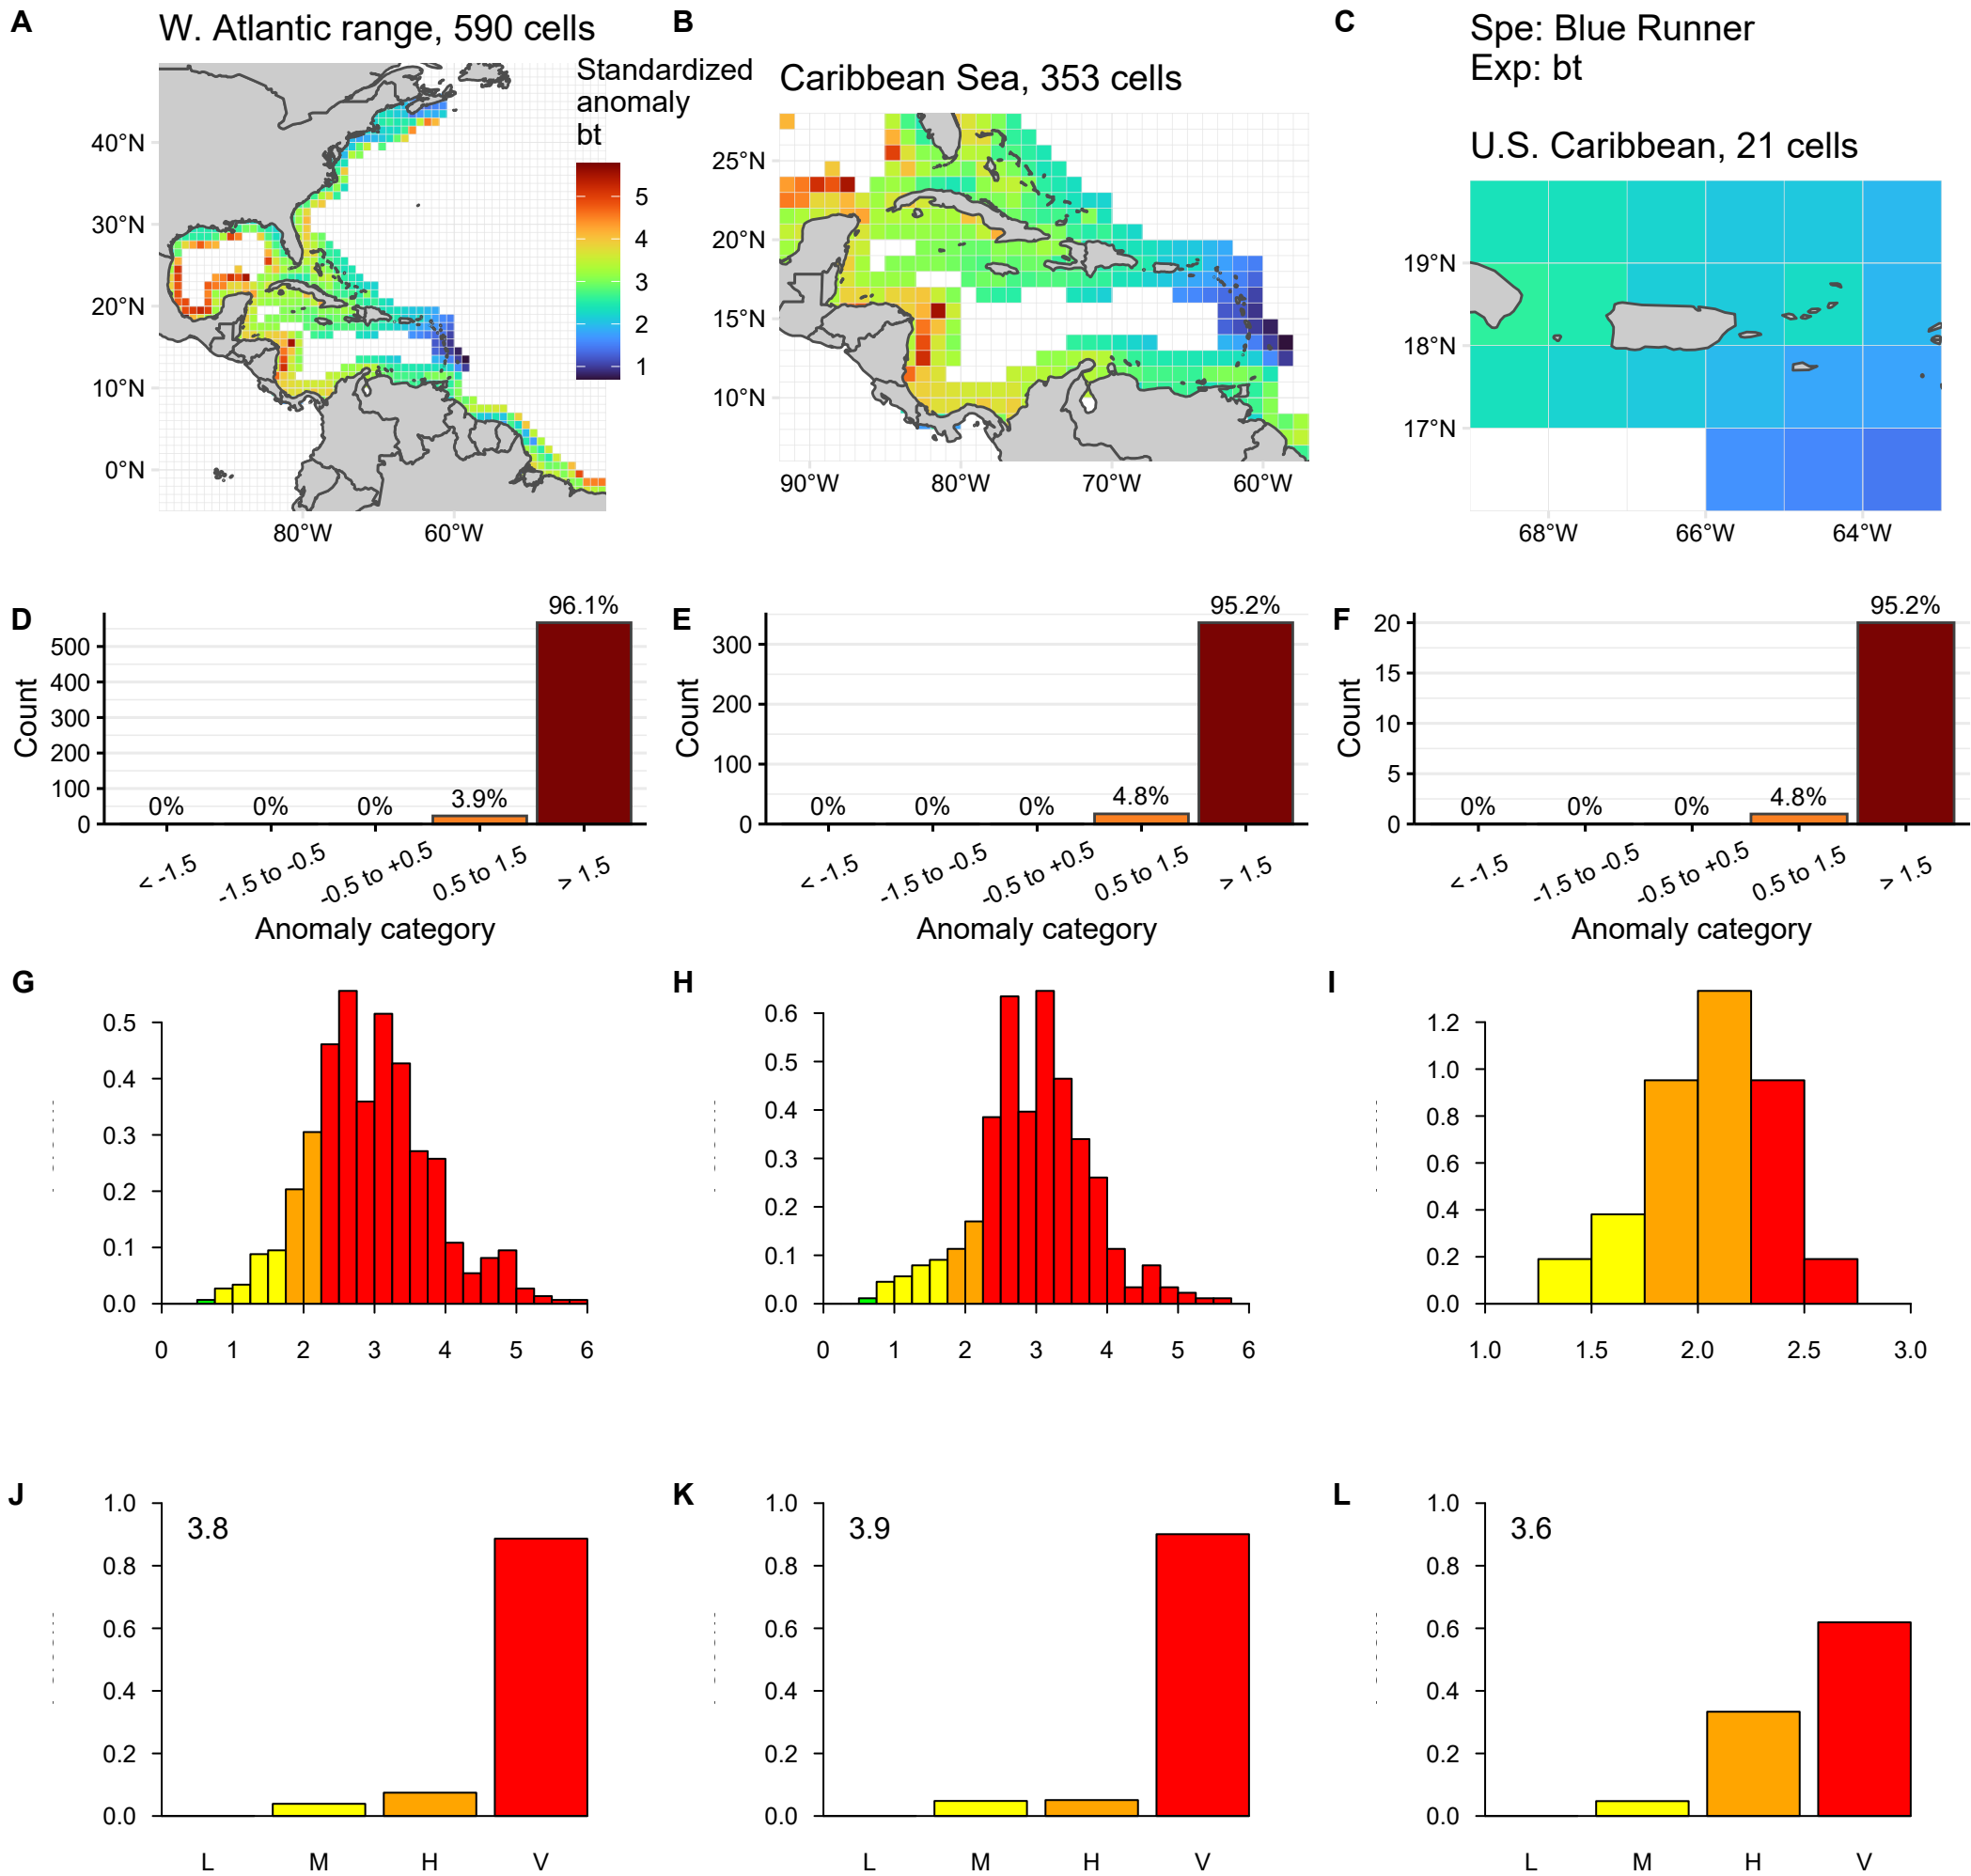 A
W. Atlantic range, 590 cells
Standardized
anomaly
bt
5
4
3
2
1
40°N
30°N
20°N
10°N
0°N
80°W
60°W
B
Caribbean Sea, 353 cells
25°N
20°N
15°N
10°N
90°W
80°W
70°W
60°W
C
Spe: Blue Runner
Exp: bt
U.S. Caribbean, 21 cells
19°N
18°N
17°N
68°W
66°W
64°W
D
Count
500
400
300
200
100
0
0%
0%
0%
3.9%
96.1%
< -1.5
-1.5 to -0.5
-0.5 to +0.5
0.5 to 1.5
> 1.5
Anomaly category
E
Count
300
200
100
0
0%
0%
0%
4.8%
95.2%
< -1.5
-1.5 to -0.5
-0.5 to +0.5
0.5 to 1.5
> 1.5
Anomaly category
F
Count
20
15
10
5
0
0%
0%
0%
4.8%
95.2%
< -1.5
-1.5 to -0.5
-0.5 to +0.5
0.5 to 1.5
> 1.5
Anomaly category
G
0.5
0.4
0.3
0.2
0.1
0.0
0 1 2 3 4 5 6
H
0.6
0.5
0.4
0.3
0.2
0.1
0.0
0 1 2 3 4 5 6
I
1.2
1.0
0.8
0.6
0.4
0.2
0.0
1.0 1.5 2.0 2.5 3.0
J
3.8
1.0
0.8
0.6
0.4
0.2
0.0
L M H V
K
3.9
1.0
0.8
0.6
0.4
0.2
0.0
L M H V
L
3.6
1.0
0.8
0.6
0.4
0.2
0.0
L M H V